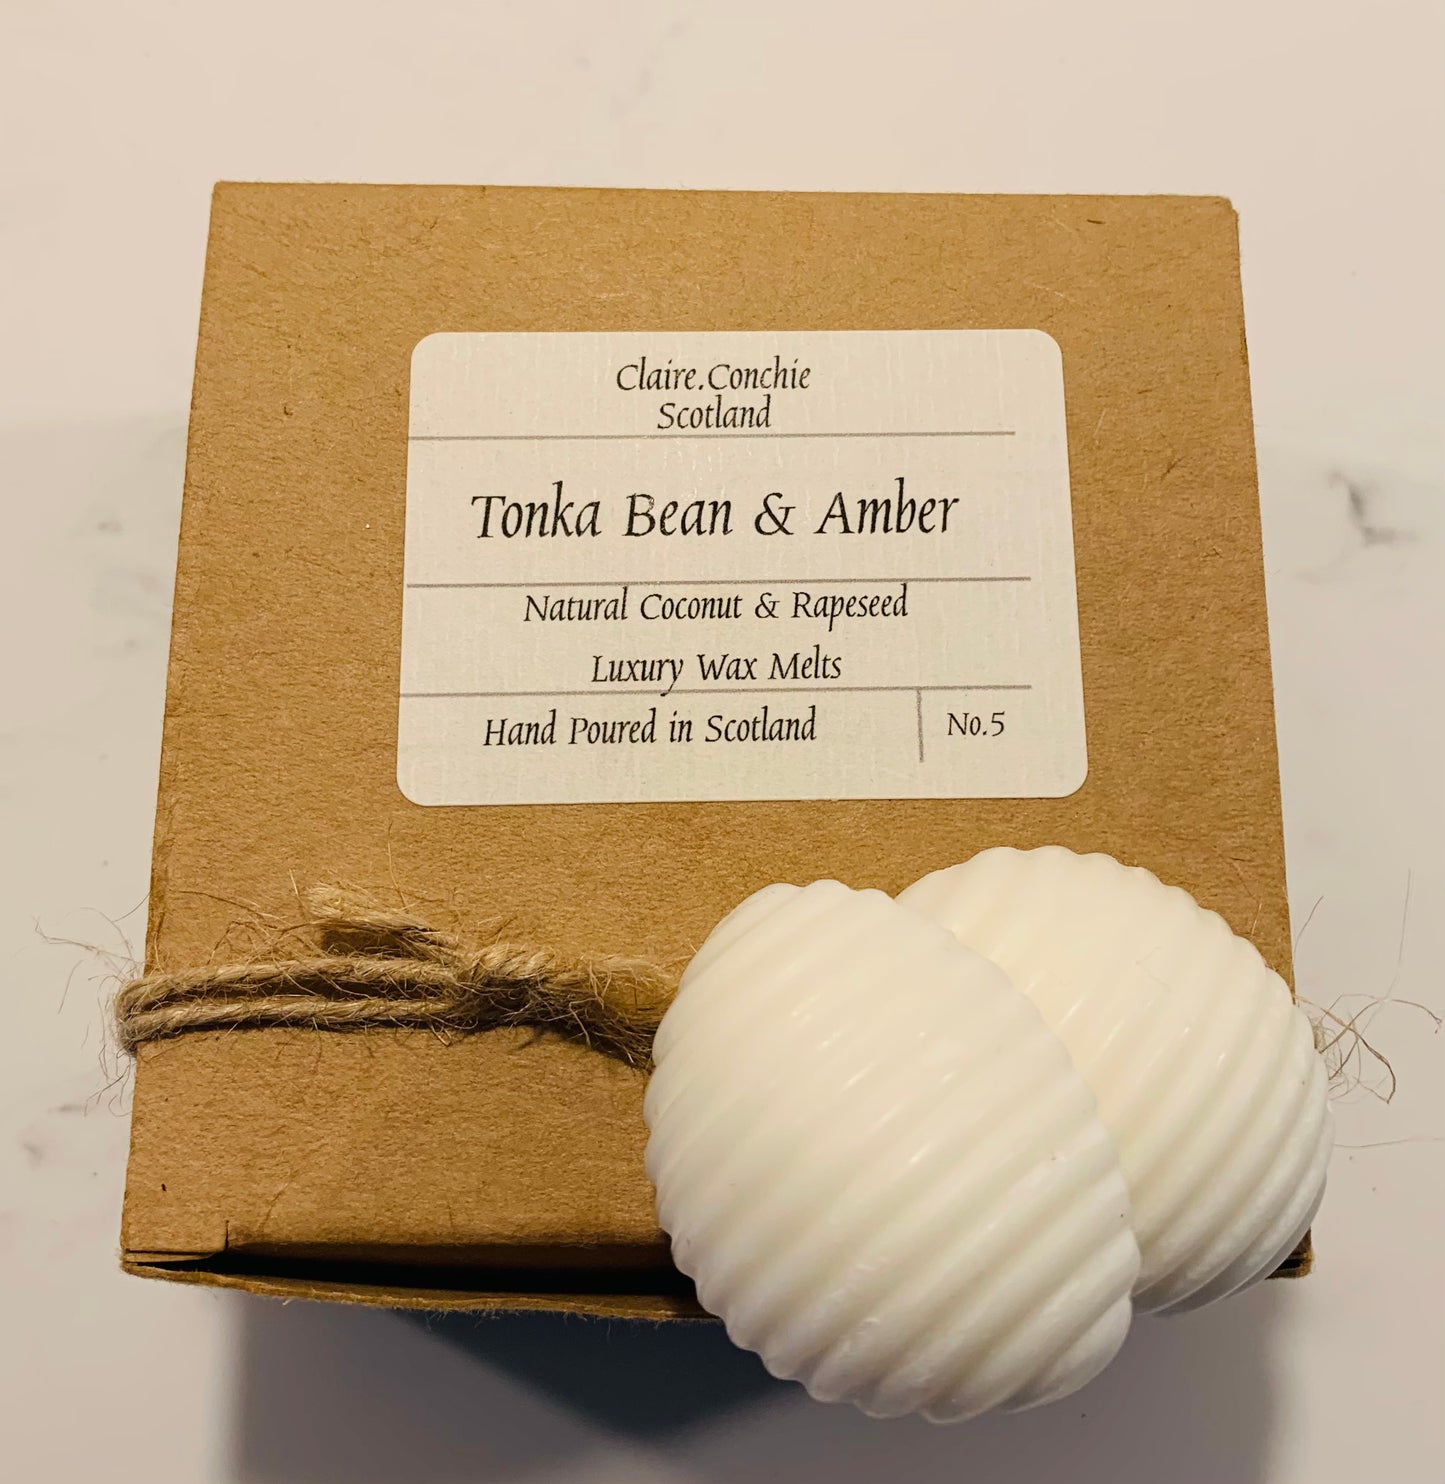 Claire.Conchie
Scotland
Tonka Bean & Amber
Natural Coconut & Rapeseed
Luxury Wax Melts
Hand Poured in Scotland
No.5